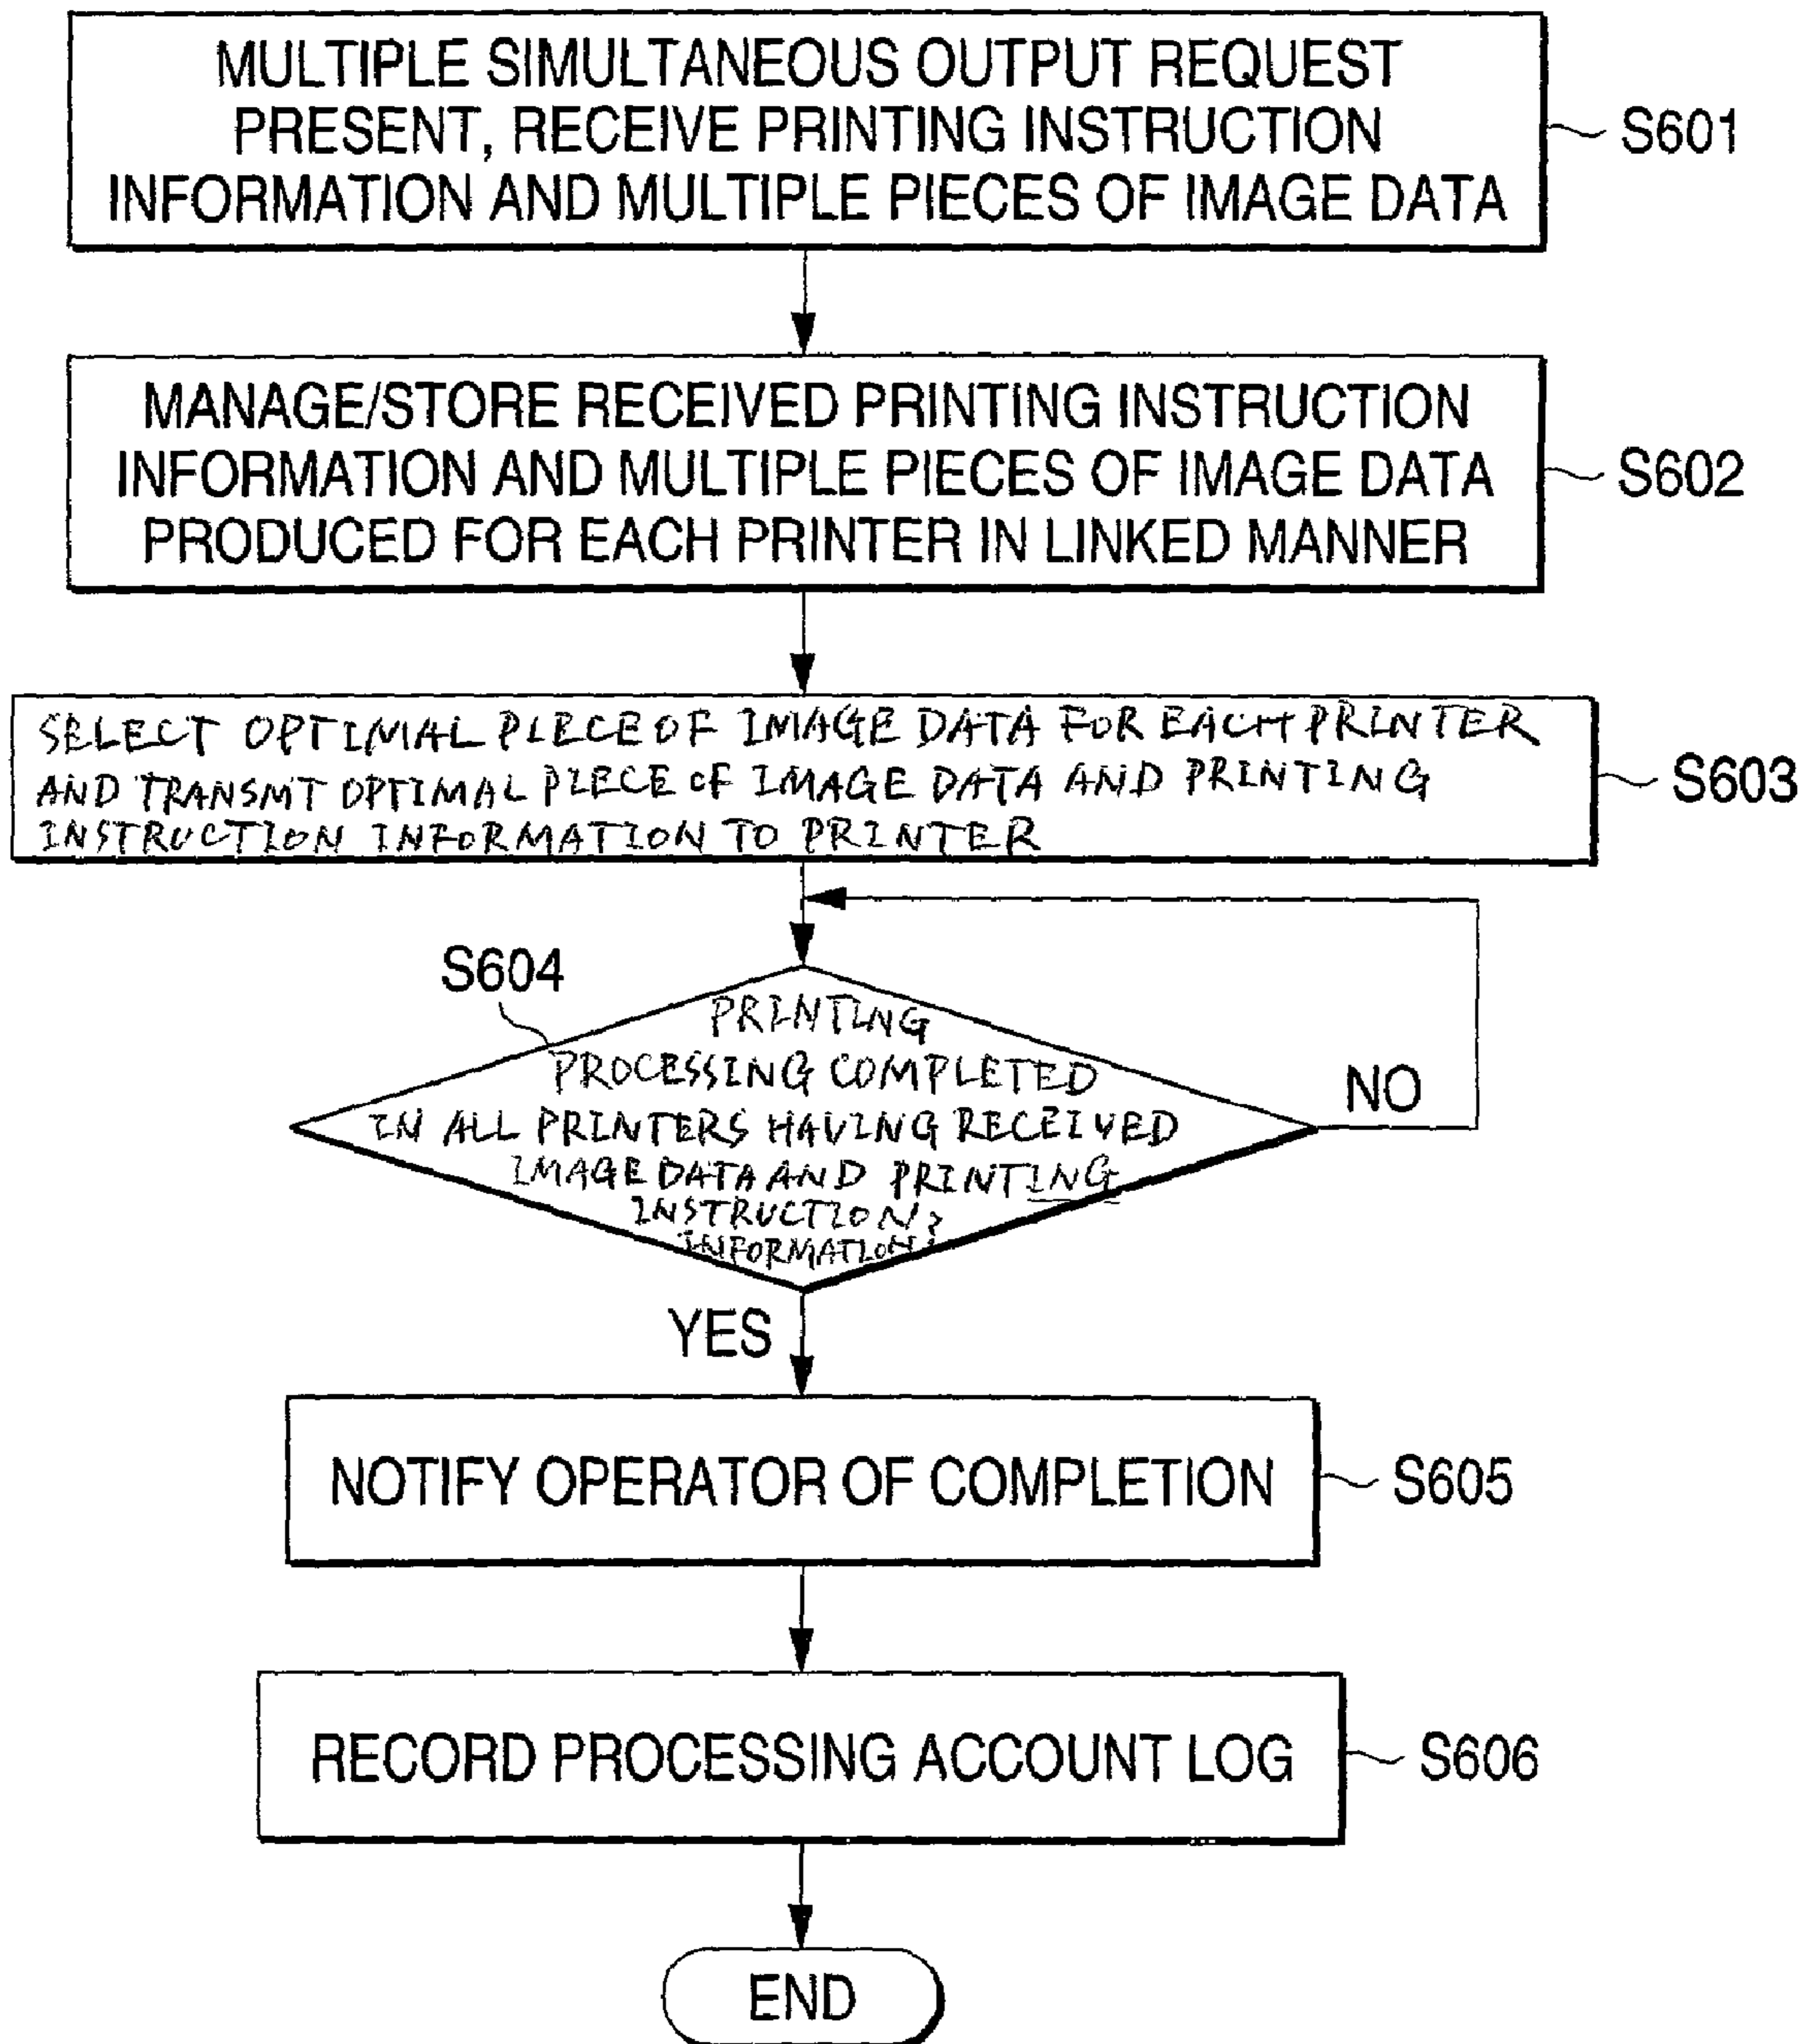 MULTIPLE SIMULTANEOUS OUTPUT REQUEST
PRESENT, RECEIVE PRINTING INSTRUCTION
INFORMATION AND MULTIPLE PIECES OF IMAGE DATA
S601
MANAGE/STORE RECEIVED PRINTING INSTRUCTION
INFORMATION AND MULTIPLE PIECES OF IMAGE DATA
PRODUCED FOR EACH PRINTER IN LINKED MANNER
S602
SELECT OPTIMAL PIECE OF IMAGE DATA FOR EACH PRINTER
AND TRANSMT OPTIMAL PIECE OF IMAGE DATA AND PRINTING
INSTRUCTION INFORMATION TO PRINTER
S603
S604
PRINTING
PROCESSING COMPLETED
IN ALL PRINTERS HAVING RECEIVED
IMAGE DATA AND PRINTING
INSTRUCTION
INFORMATION?
NO
YES
NOTIFY OPERATOR OF COMPLETION
S605
RECORD PROCESSING ACCOUNT LOG
S606
END